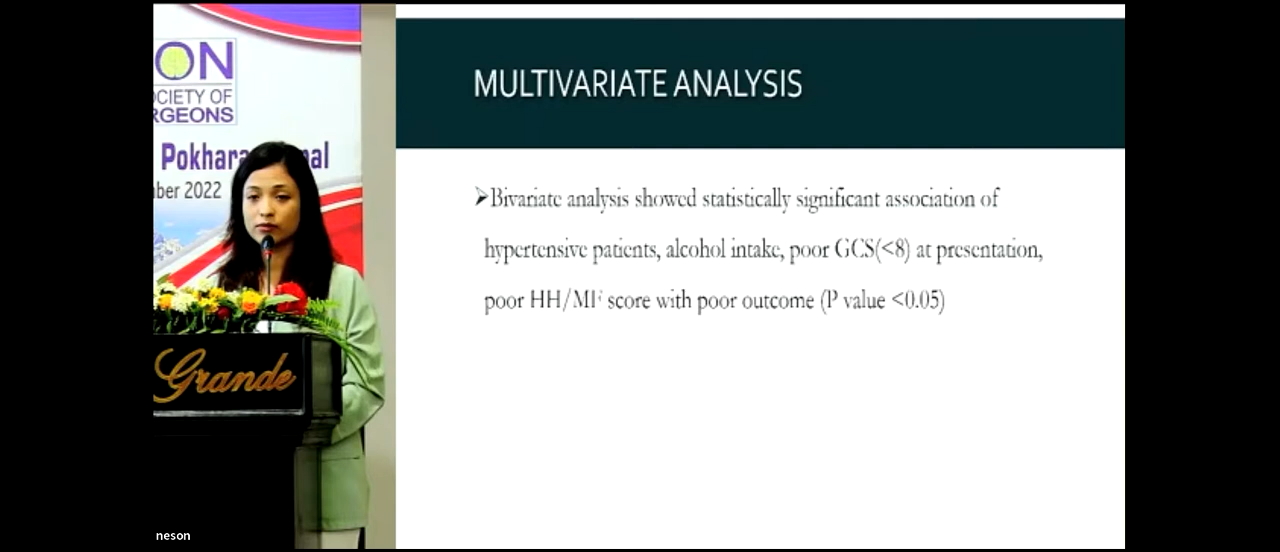 ON
OCIETY OF
RGEONS
Pokhara
ber 2022
Grande
neson
MULTIVARIATE ANALYSIS
➢Bivariate analysis showed statistically significant association of
hypertensive patients, alcohol intake, poor GCS(<8) at presentation,
poor HH/MF score with poor outcome (P value <0.05)